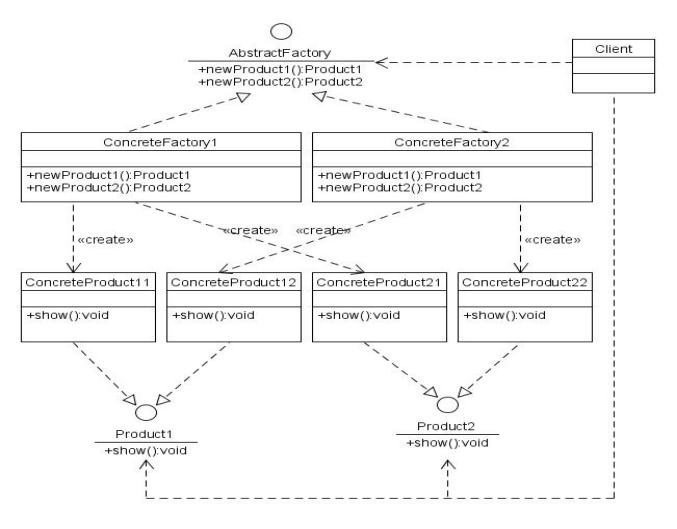 AbstractFactory
+newProduct1():Product1
+newProduct2():Product2
Client
ConcreteFactory1
+newProduct1():Product1
+newProduct2():Product2
ConcreteFactory2
+newProduct1():Product1
+newProduct2():Product2
«create»
«create»
«create»
«create»
ConcreteProduct11
+show():void
ConcreteProduct12
+show():void
ConcreteProduct21
+show():void
ConcreteProduct22
+show():void
Product1
+show():void
Product2
+show():void